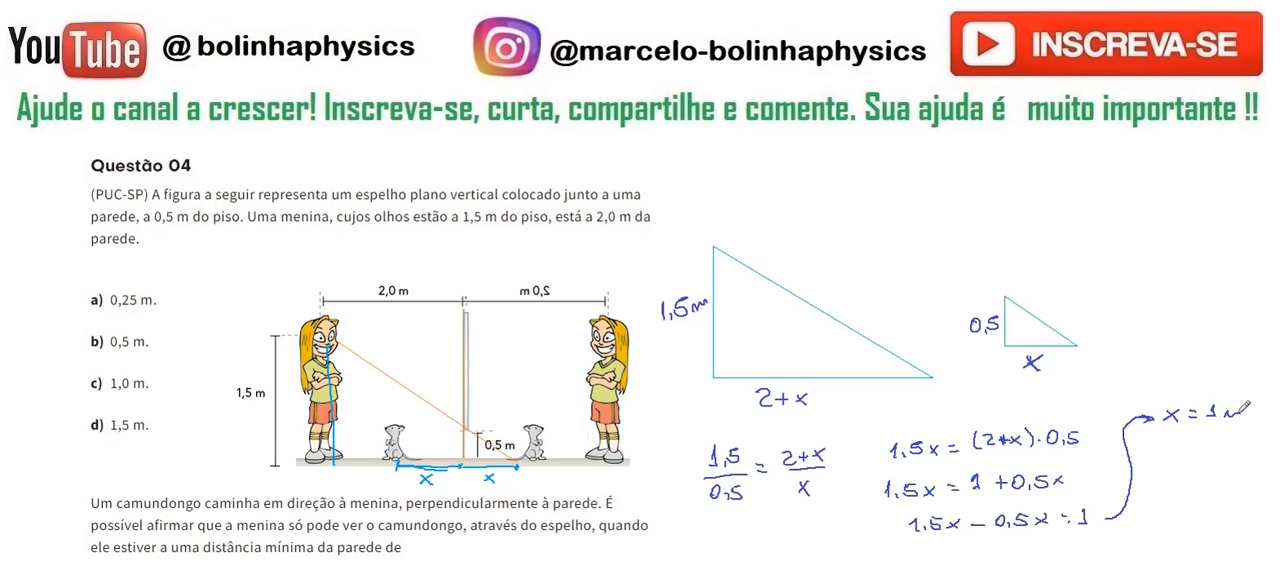 YouTube @bolinhaphysics @marcelo-bolinhaphysics INSCREVA-SE
Ajude o canal a crescer! Inscreva-se, curta, compartilhe e comente. Sua ajuda é muito importante !!
Questão 04
(PUC-SP) A figura a seguir representa um espelho plano vertical colocado junto a uma
parede, a 0,5 m do piso. Uma menina, cujos olhos estão a 1,5 m do piso, está a 2,0 m da
parede.
a) 0,25 m.
b) 0,5 m.
c) 1,0 m.
d) 1,5 m.
2,0 m
2,0 m
1,5 m
0,5 m
x
x
Um camundongo caminha em direção à menina, perpendicularmente à parede. É
possível afirmar que a menina só pode ver o camundongo, através do espelho, quando
ele estiver a uma distância mínima da parede de
1,5m
2+x
0,5
x
1,5/0,5 = 2+x/x
1,5x = (2+x).0,5
1,5x = 1 +0,5x
1,5x - 0,5x = 1
x = 1 m